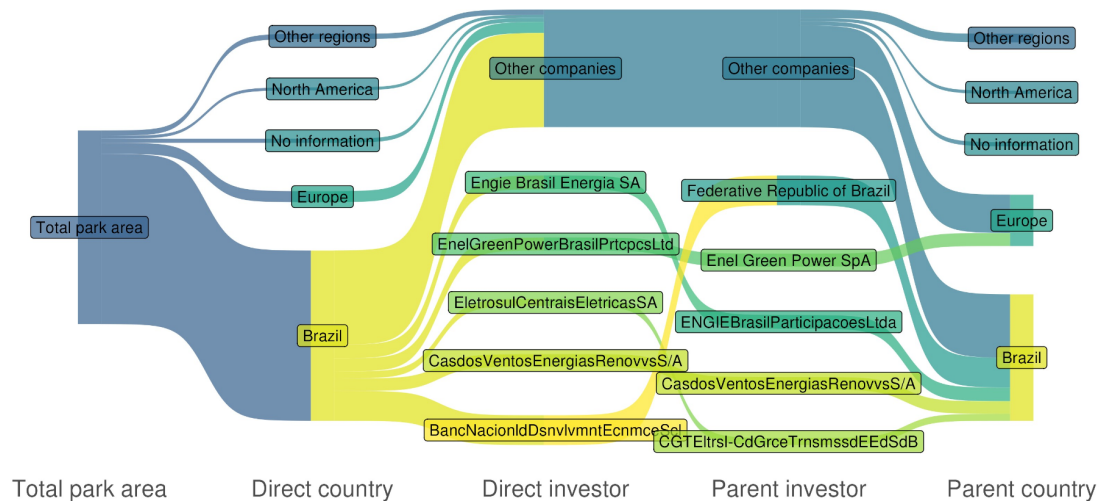 Total park area
Other regions
North America
No information
Europe
Brazil
Other companies
Engie Brasil Energia SA
EnelGreenPowerBrasilPrtcpcsLtd
EletrosulCentraisEletricasSA
CasdosVentosEnergiasRenovvsS/A
BancNacionldDsnvlvmntEcnmceScl
Other companies
Federative Republic of Brazil
Enel Green Power SpA
ENGIEBrasilParticipacoesLtda
CasdosVentosEnergiasRenovvsS/A
CGTEltrsl-CdGrceTrnsmssdEEdSdB
Other regions
North America
No information
Europe
Brazil
Total park area
Direct country
Direct investor
Parent investor
Parent country